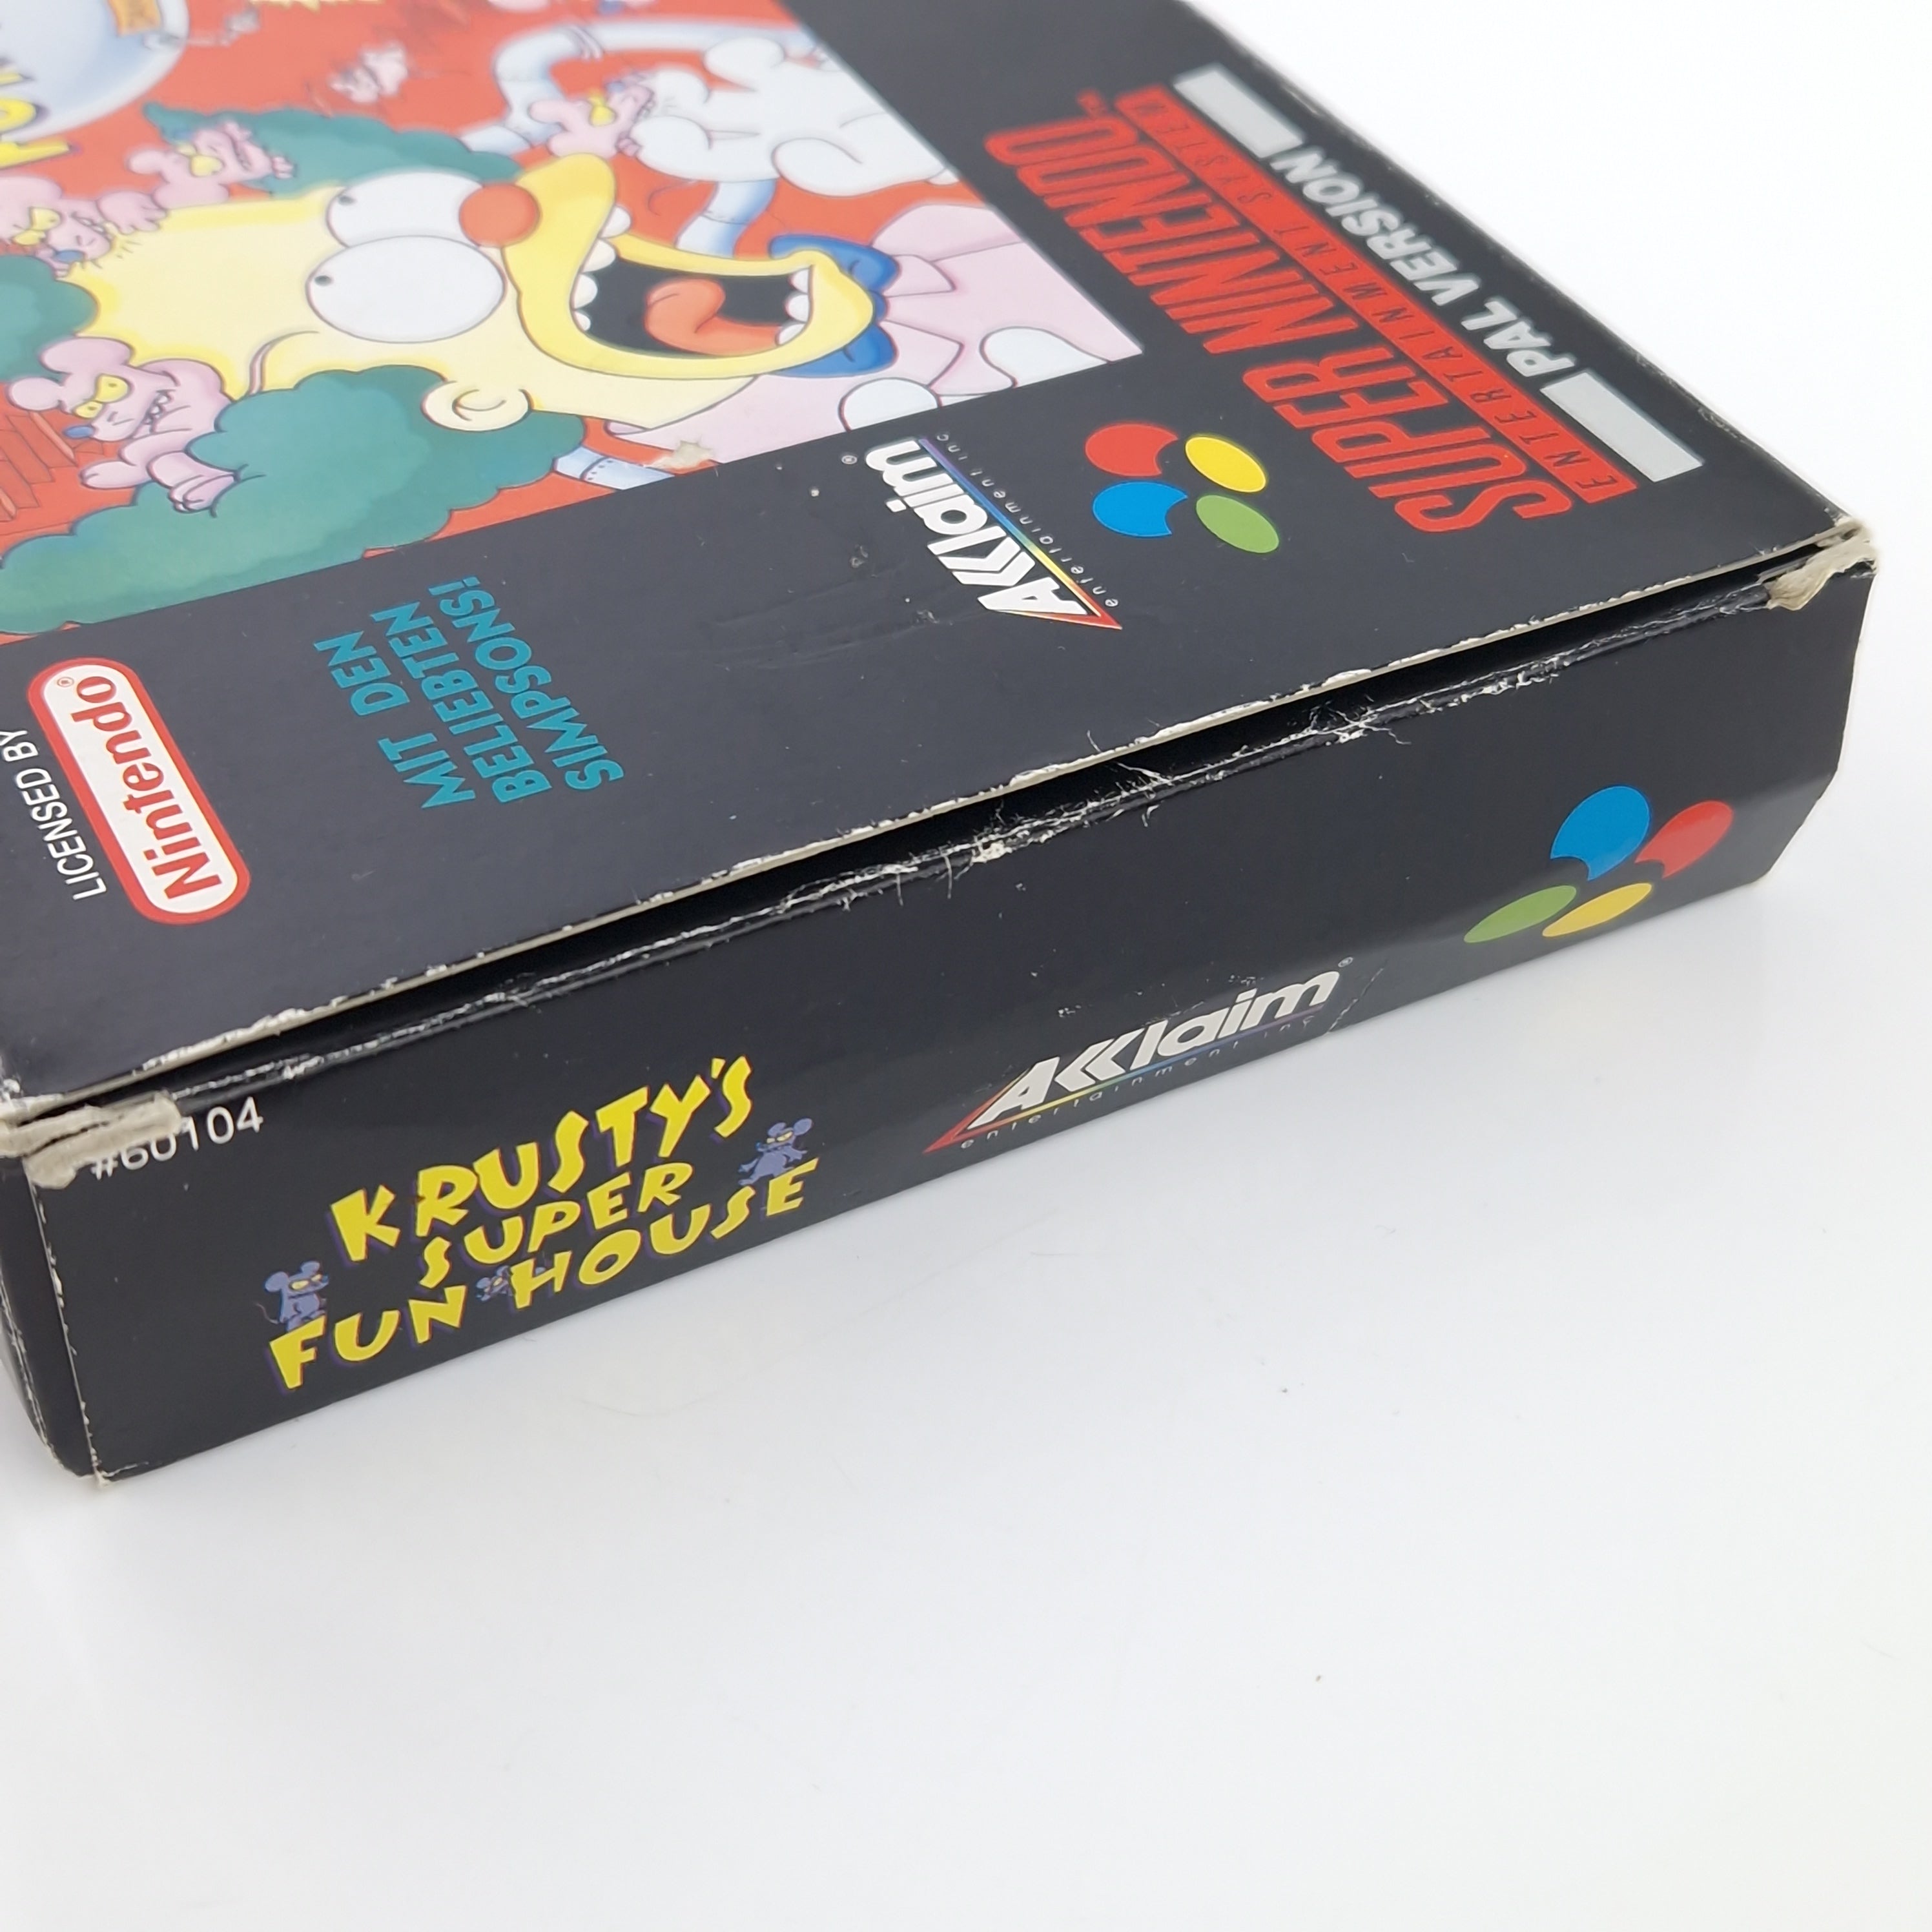 PAL VERSION
SUPER NINTENDO™
ENTERTAINMENT SYSTEM
Acclaim®
entertainment inc
MIT DEN
BELIEBTEN
SIMPSONS!
LICENSED BY
Nintendo®
#60104
KRUSTY'S
SUPER
FUN HOUSE
Acclaim®
entertainment inc